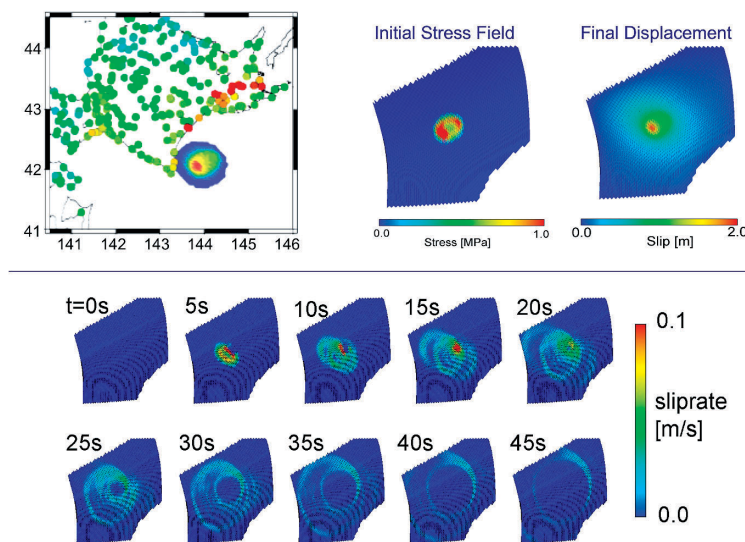 44
43
42
41
141 142 143 144 145 146
Initial Stress Field
Final Displacement
0.0 1.0
Stress [MPa]
0.0 2.0
Slip [m]
t=0s 5s 10s 15s 20s
25s 30s 35s 40s 45s
0.1
sliprate
[m/s]
0.0